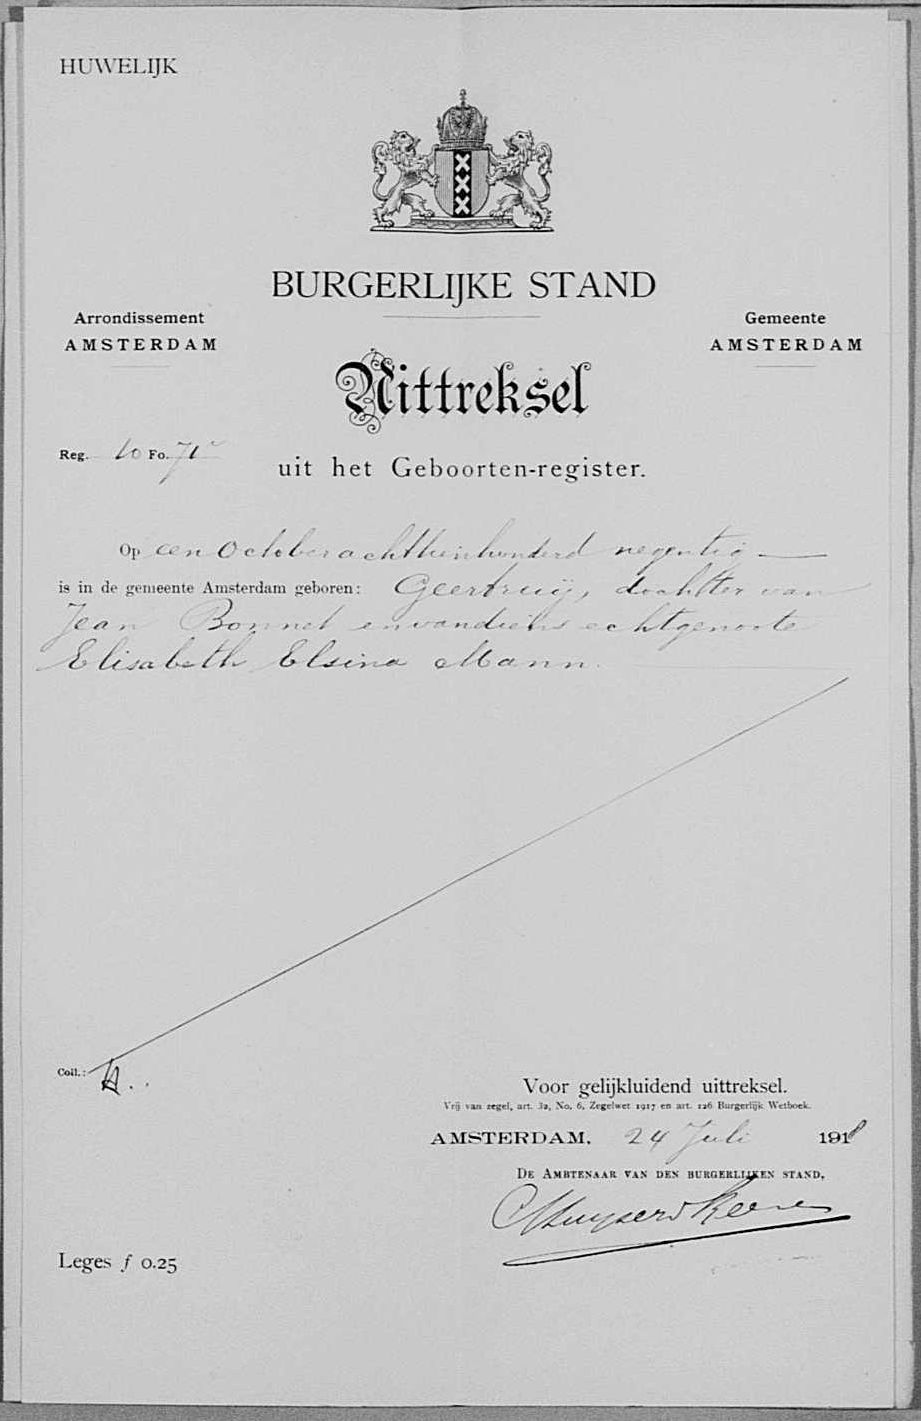 HUWELIJK
BURGERLIJKE STAND
Arrondissement
AMSTERDAM
Gemeente
AMSTERDAM
Uittreksel
Reg. 10 Fo. 71v
uit het Geboorten-register.
Op een October achttienhonderd negentig
is in de gemeente Amsterdam geboren: Geertruij, dochter van
Jean Bonnet en van diens echtgenoote
Elisabeth Elsina Mann.
Coll.:
Voor gelijkluidend uittreksel.
Vrij van zegel, art. 32, No. 6, Zegelwet 1917 en art. 126 Burgerlijk Wetboek.
AMSTERDAM, 24 Juli 1918
DE AMBTENAAR VAN DEN BURGERLIJKEN STAND,
Leges f 0.25